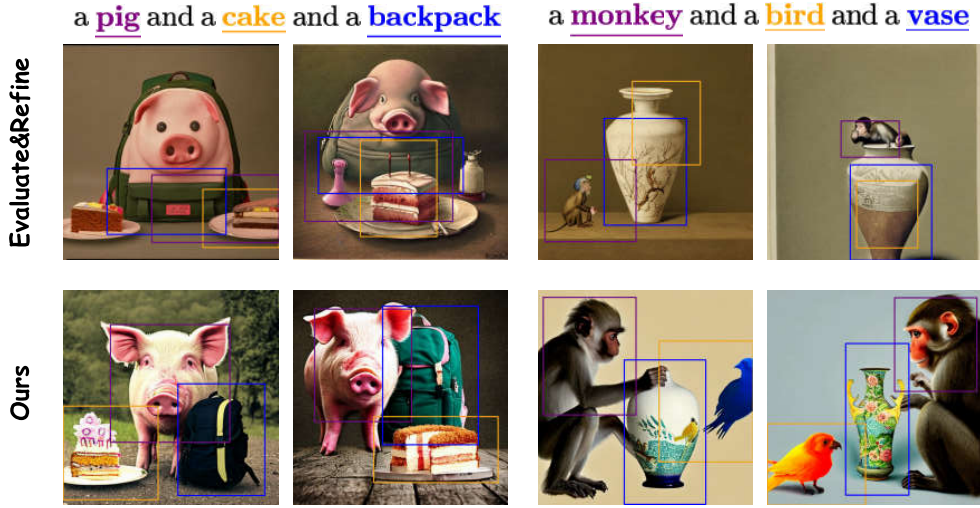 a pig and a cake and a backpack
a monkey and a bird and a vase
Evaluate&Refine
Ours